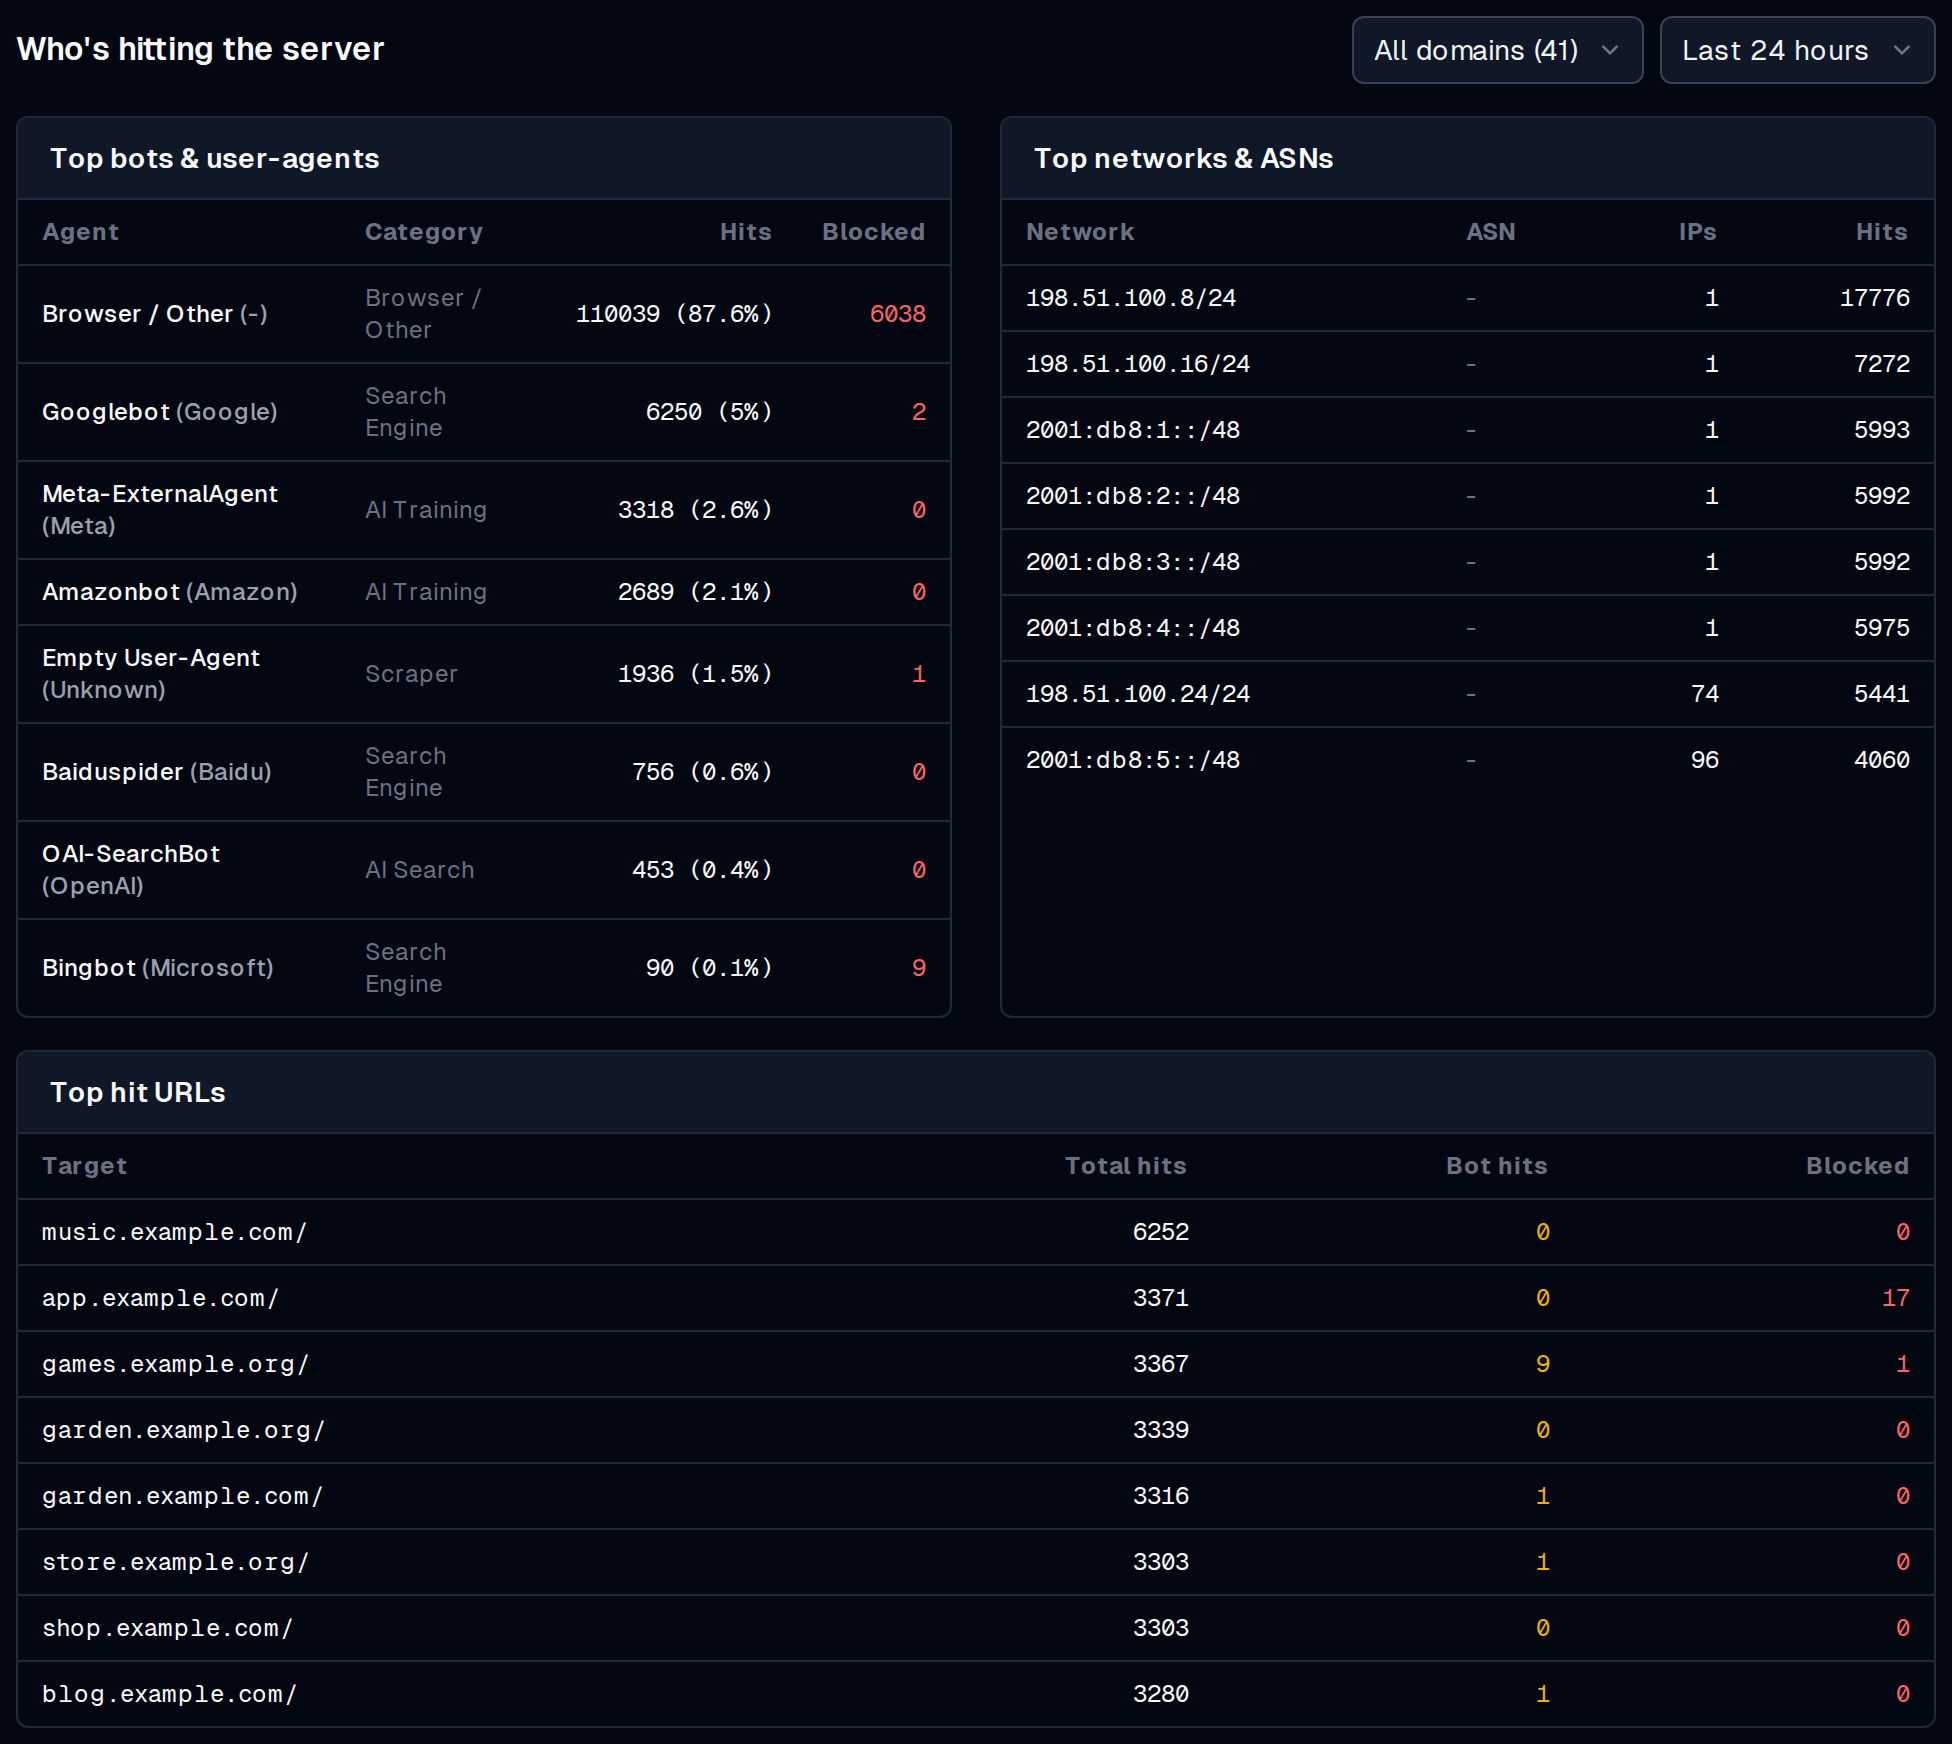 Who's hitting the server
All domains (41)
Last 24 hours
Top bots & user-agents
Agent Category Hits Blocked
Browser / Other (-) Browser / Other 110039 (87.6%) 6038
Googlebot (Google) Search Engine 6250 (5%) 2
Meta-ExternalAgent (Meta) AI Training 3318 (2.6%) 0
Amazonbot (Amazon) AI Training 2689 (2.1%) 0
Empty User-Agent (Unknown) Scraper 1936 (1.5%) 1
Baiduspider (Baidu) Search Engine 756 (0.6%) 0
OAI-SearchBot (OpenAI) AI Search 453 (0.4%) 0
Bingbot (Microsoft) Search Engine 90 (0.1%) 9
Top networks & ASNs
Network ASN IPs Hits
198.51.100.8/24 - 1 17776
198.51.100.16/24 - 1 7272
2001:db8:1::/48 - 1 5993
2001:db8:2::/48 - 1 5992
2001:db8:3::/48 - 1 5992
2001:db8:4::/48 - 1 5975
198.51.100.24/24 - 74 5441
2001:db8:5::/48 - 96 4060
Top hit URLs
Target Total hits Bot hits Blocked
music.example.com/ 6252 0 0
app.example.com/ 3371 0 17
games.example.org/ 3367 9 1
garden.example.org/ 3339 0 0
garden.example.com/ 3316 1 0
store.example.org/ 3303 1 0
shop.example.com/ 3303 0 0
blog.example.com/ 3280 1 0